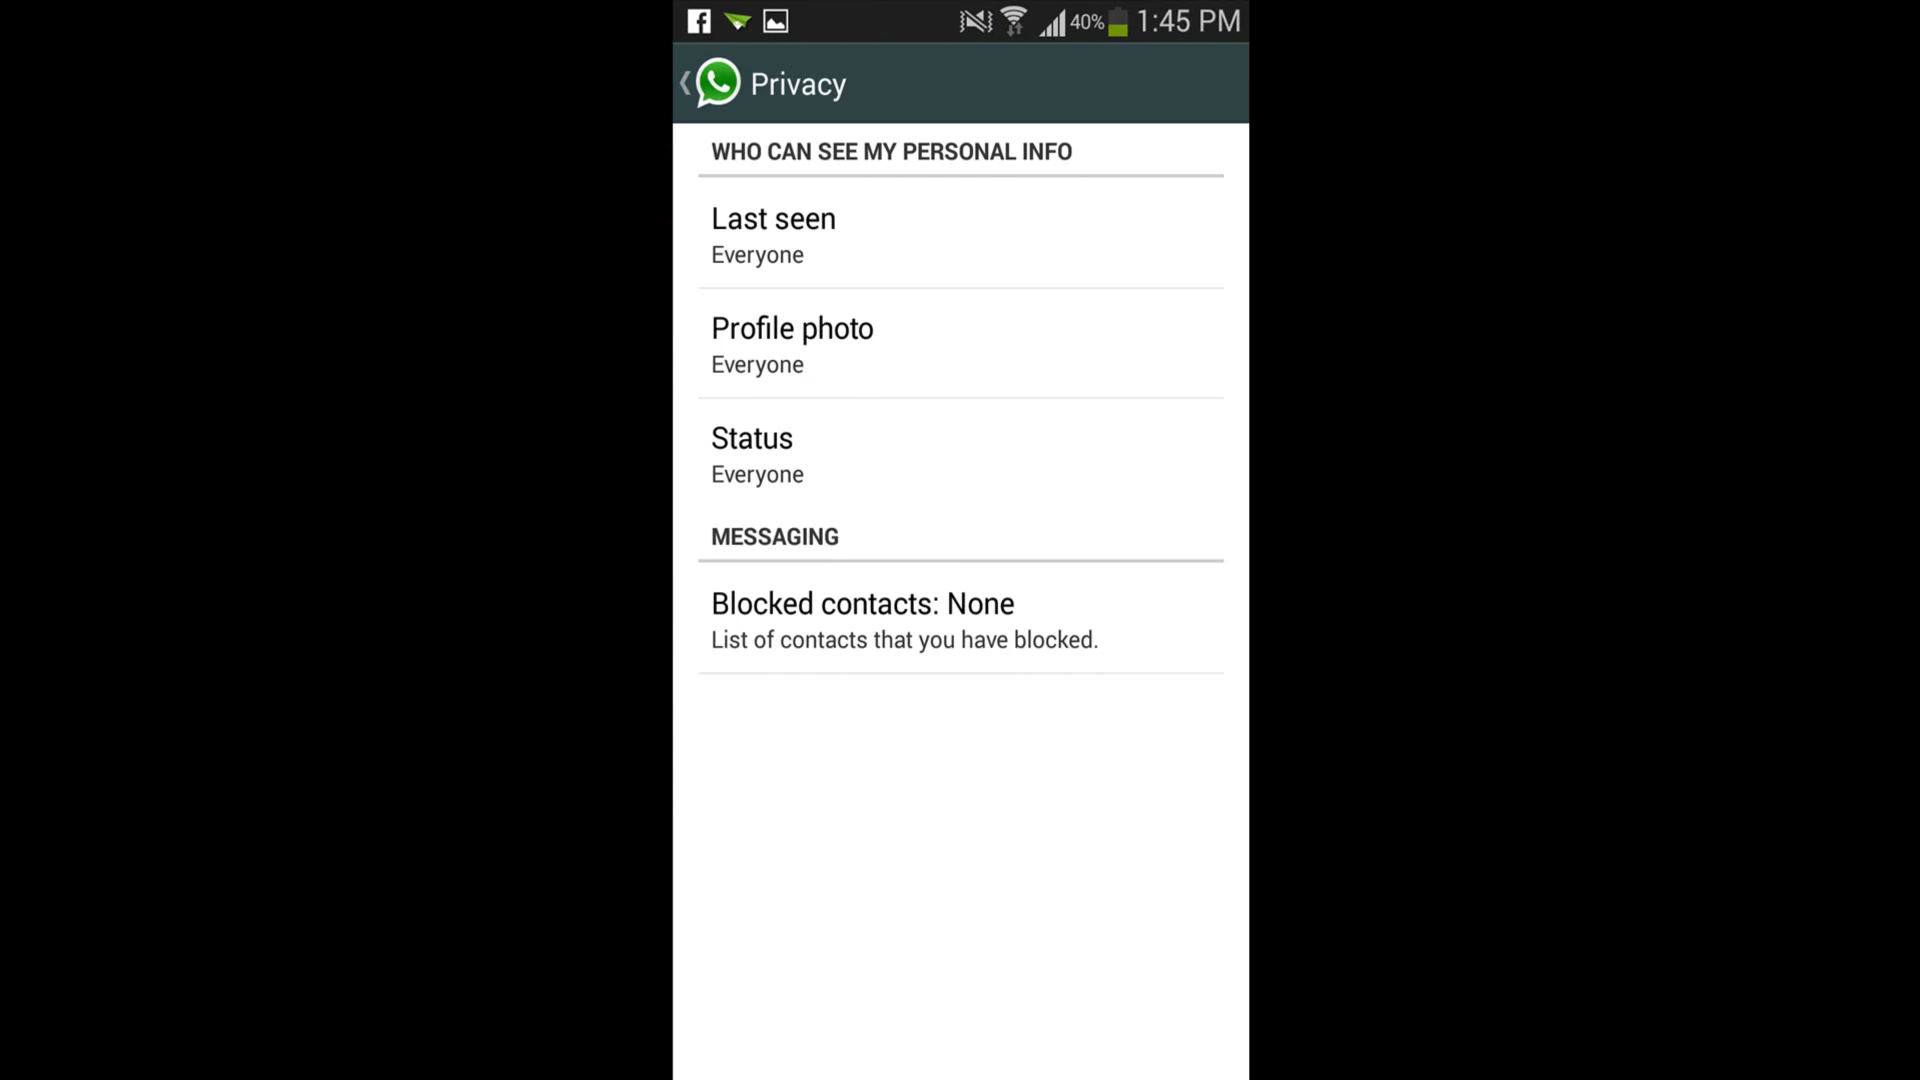 40% 1:45 PM
Privacy
WHO CAN SEE MY PERSONAL INFO
Last seen
Everyone
Profile photo
Everyone
Status
Everyone
MESSAGING
Blocked contacts: None
List of contacts that you have blocked.